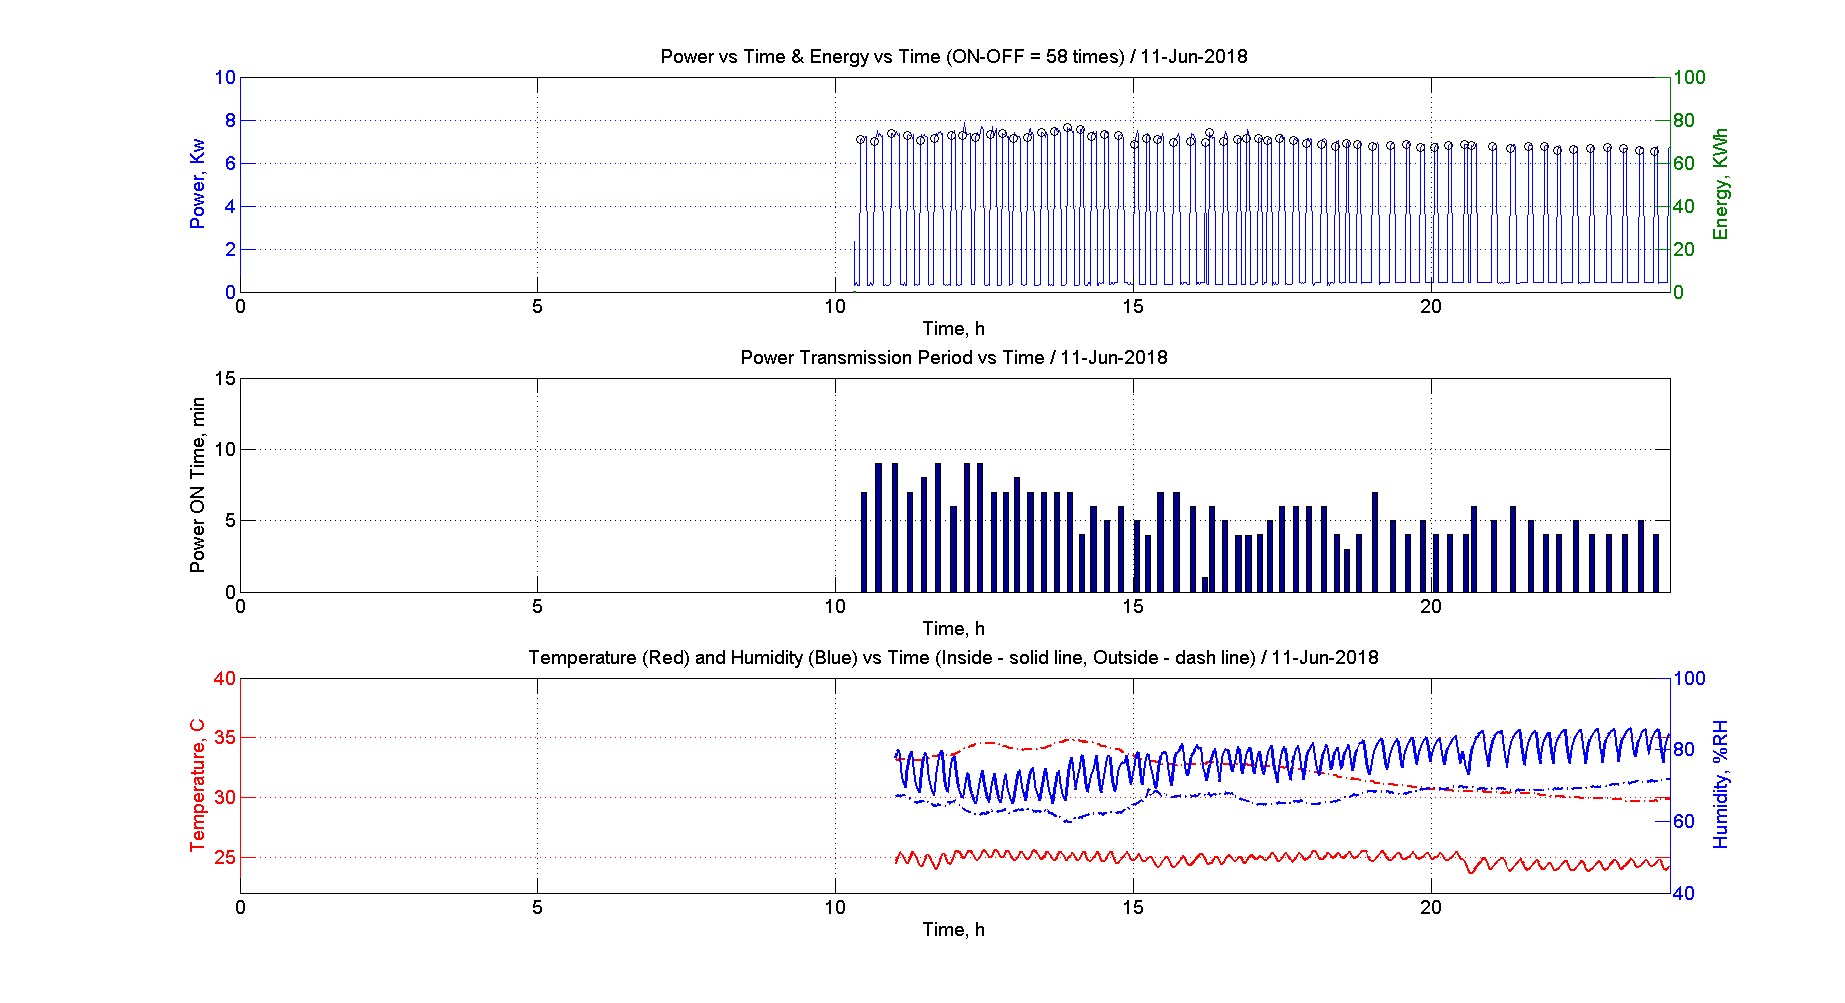 Power vs Time & Energy vs Time (ON-OFF = 58 times) / 11-Jun-2018
10 100
8 80
6 60
4 40
2 20
0 0
Power, Kw
Energy, KWh
0 5 10 15 20
Time, h
Power Transmission Period vs Time / 11-Jun-2018
15
10
5
0
Power ON Time, min
0 5 10 15 20
Time, h
Temperature (Red) and Humidity (Blue) vs Time (Inside - solid line, Outside - dash line) / 11-Jun-2018
40 100
35 80
30 60
25 40
Temperature, C
Humidity, %RH
0 5 10 15 20
Time, h